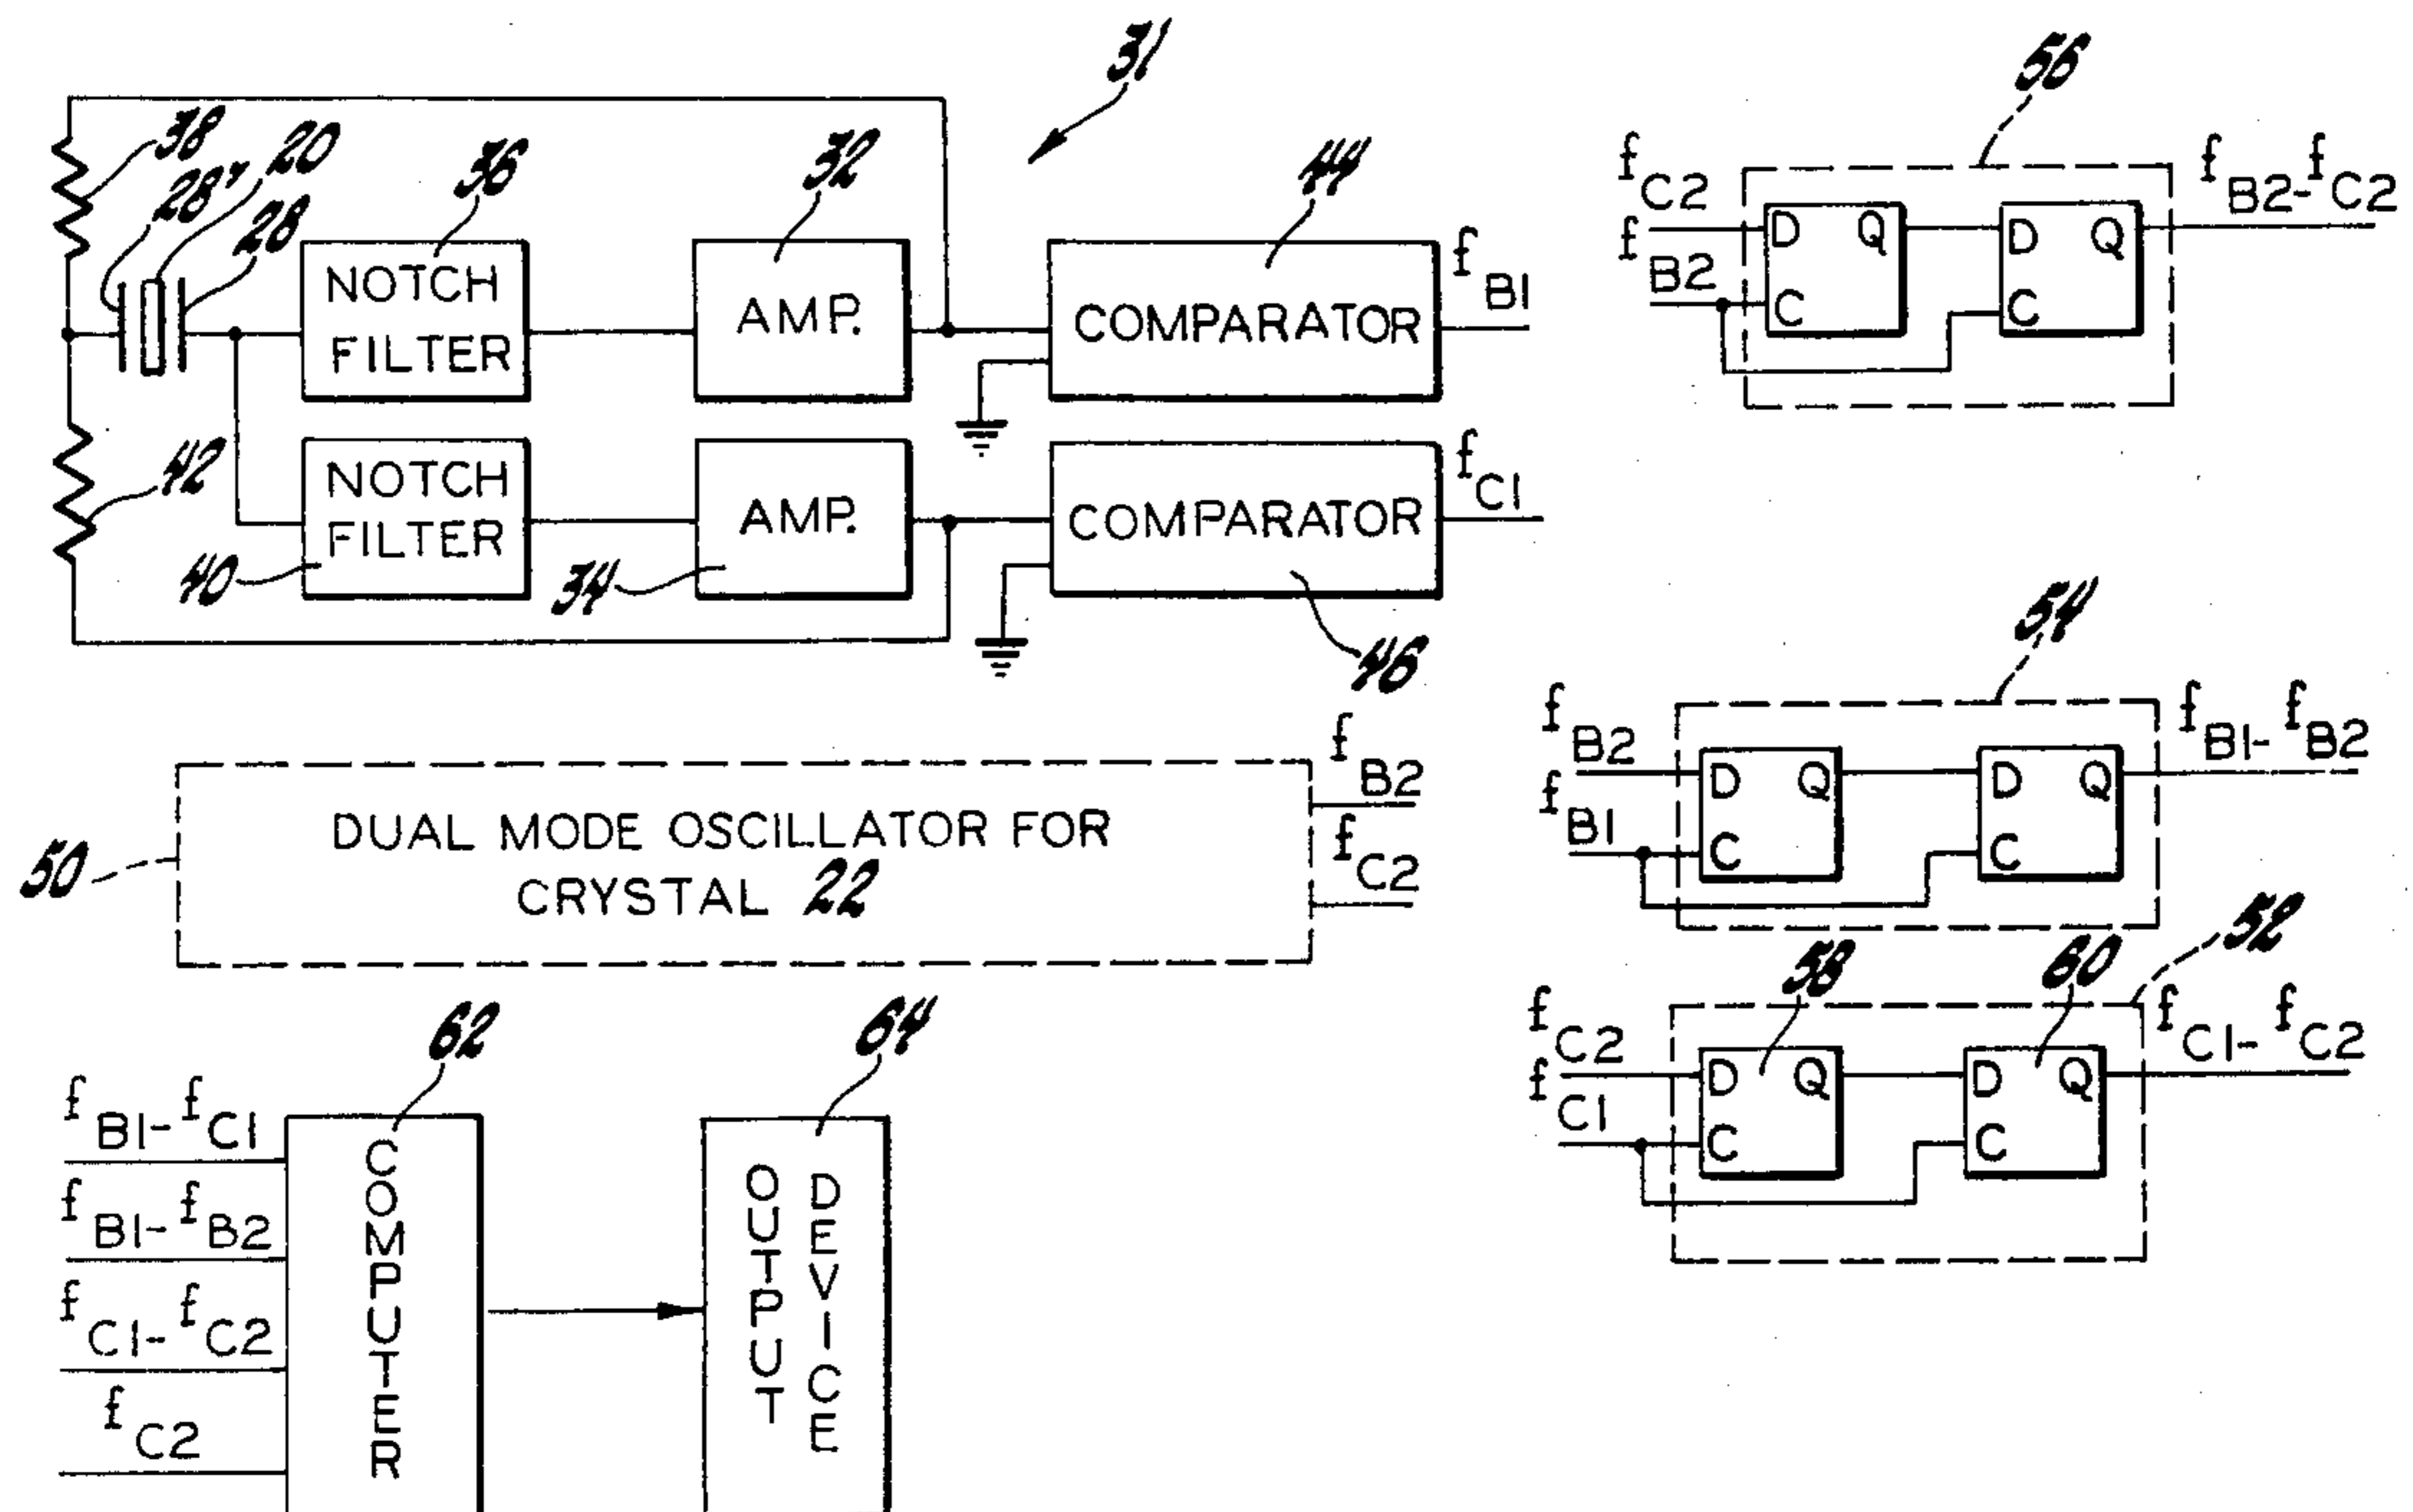 31
56
38
28'
20
28
36
32
44
f C2
f B2
D Q
C
D Q
C
f B2- f C2
NOTCH
FILTER
AMP.
COMPARATOR
f B1
42
NOTCH
FILTER
AMP.
COMPARATOR
f C1
40
34
46
54
f B2
f B1
D Q
C
D Q
C
f B1- f B2
50
DUAL MODE OSCILLATOR FOR
CRYSTAL 22
f B2
f C2
52
58
60
f C2
f C1
D Q
C
D Q
C
f C1- f C2
62
64
f B1- f C1
f B1- f B2
f C1- f C2
f C2
COMPUTER
OUTPUT
DEVICE